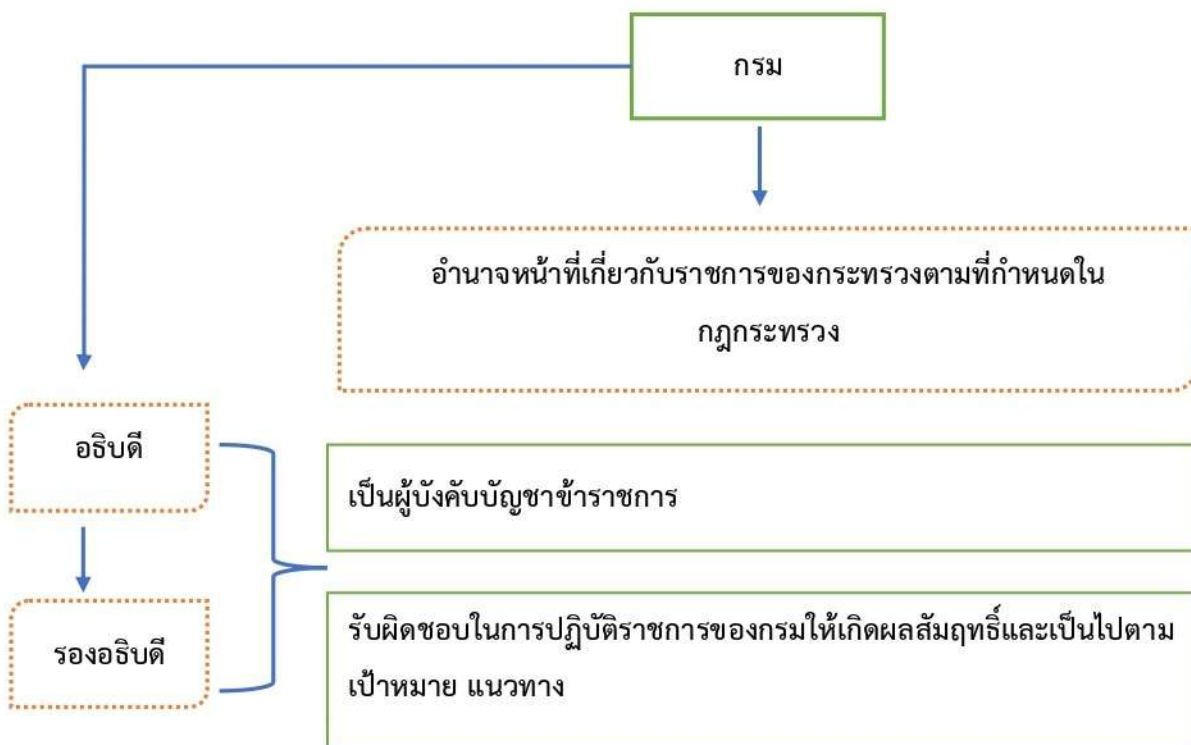 กรม
อำนาจหน้าที่เกี่ยวกับราชการของกระทรวงตามที่กำหนดใน
กฎกระทรวง
อธิบดี
เป็นผู้บังคับบัญชาข้าราชการ
รองอธิบดี
รับผิดชอบในการปฏิบัติราชการของกรมให้เกิดผลสัมฤทธิ์และเป็นไปตาม
เป้าหมาย แนวทาง